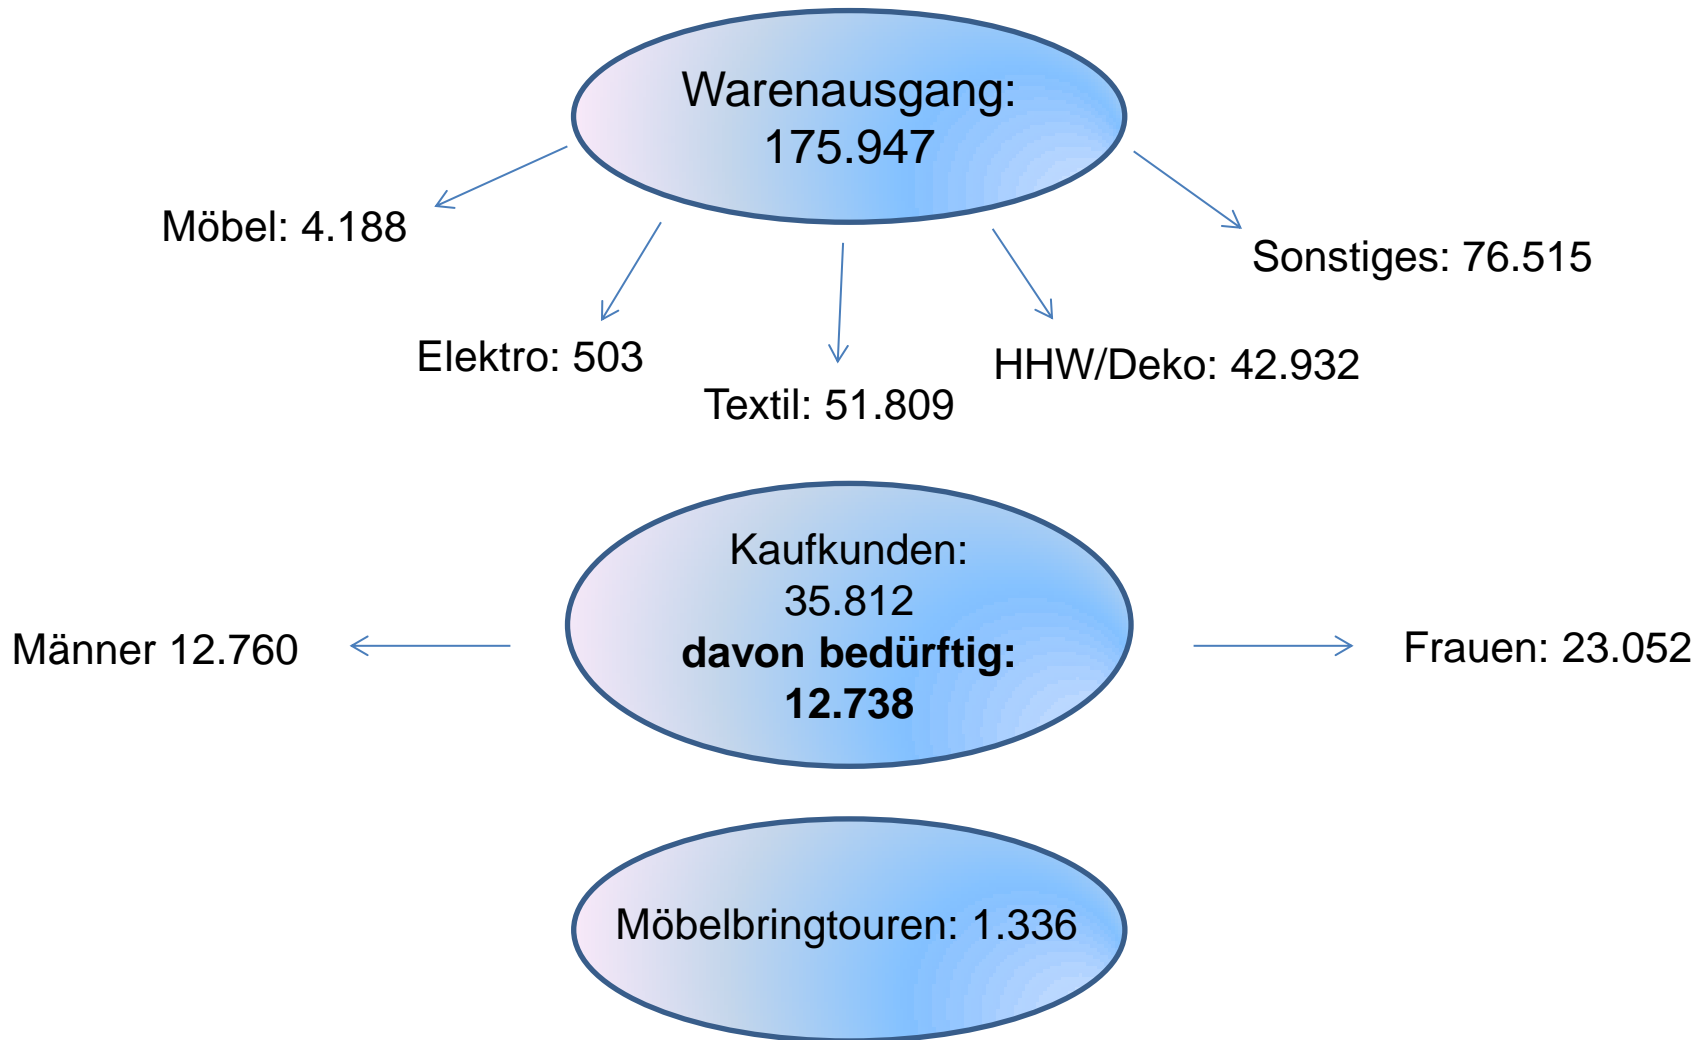 Warenausgang:
175.947
Möbel: 4.188
Sonstiges: 76.515
Elektro: 503
HHW/Deko: 42.932
Textil: 51.809
Kaufkunden:
35.812
davon bedürftig:
12.738
Männer 12.760
Frauen: 23.052
Möbelbringtouren: 1.336